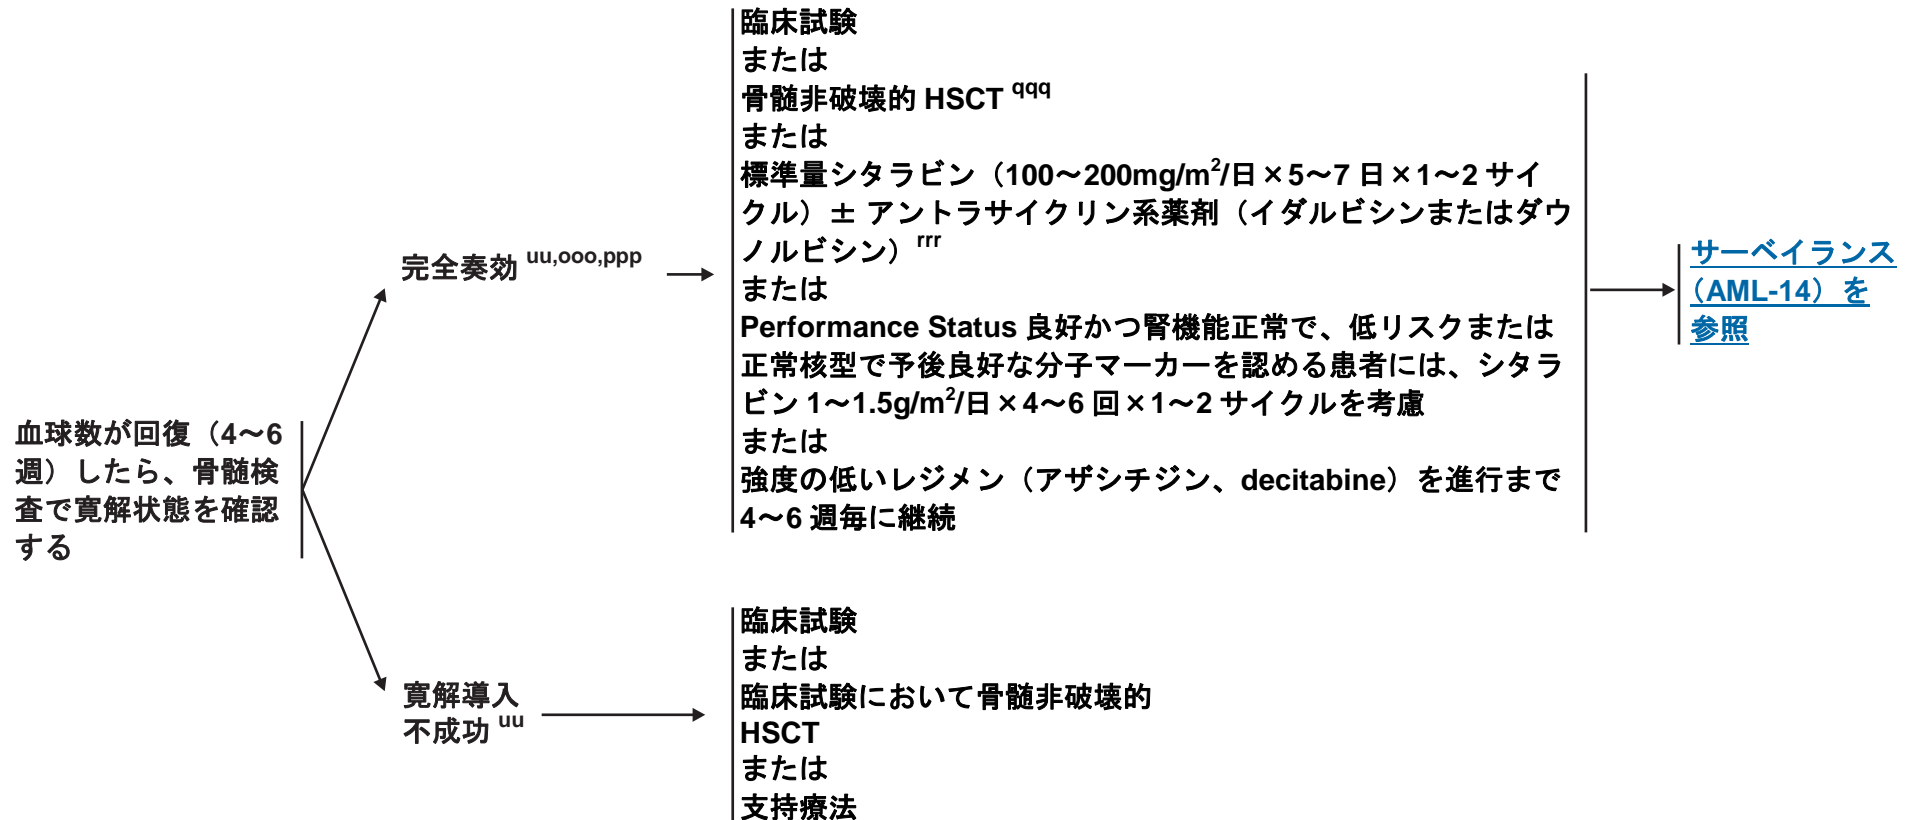 血球数が回復（4～6
週）したら、骨髄検
査で寛解状態を確認
する
完全奏効 uu,ooo,ppp
臨床試験
または
骨髄非破壊的 HSCT qqq
または
標準量シタラビン（100～200mg/m2/日×5～7 日×1～2 サイ
クル）± アントラサイクリン系薬剤（イダルビシンまたはダウ
ノルビシン）rrr
または
Performance Status 良好かつ腎機能正常で、低リスクまたは
正常核型で予後良好な分子マーカーを認める患者には、シタラ
ビン 1～1.5g/m2/日×4～6 回×1～2 サイクルを考慮
または
強度の低いレジメン（アザシチジン、decitabine）を進行まで
4～6 週毎に継続
サーベイランス
（AML-14）を
参照
寛解導入
不成功 uu
臨床試験
または
臨床試験において骨髄非破壊的
HSCT
または
支持療法